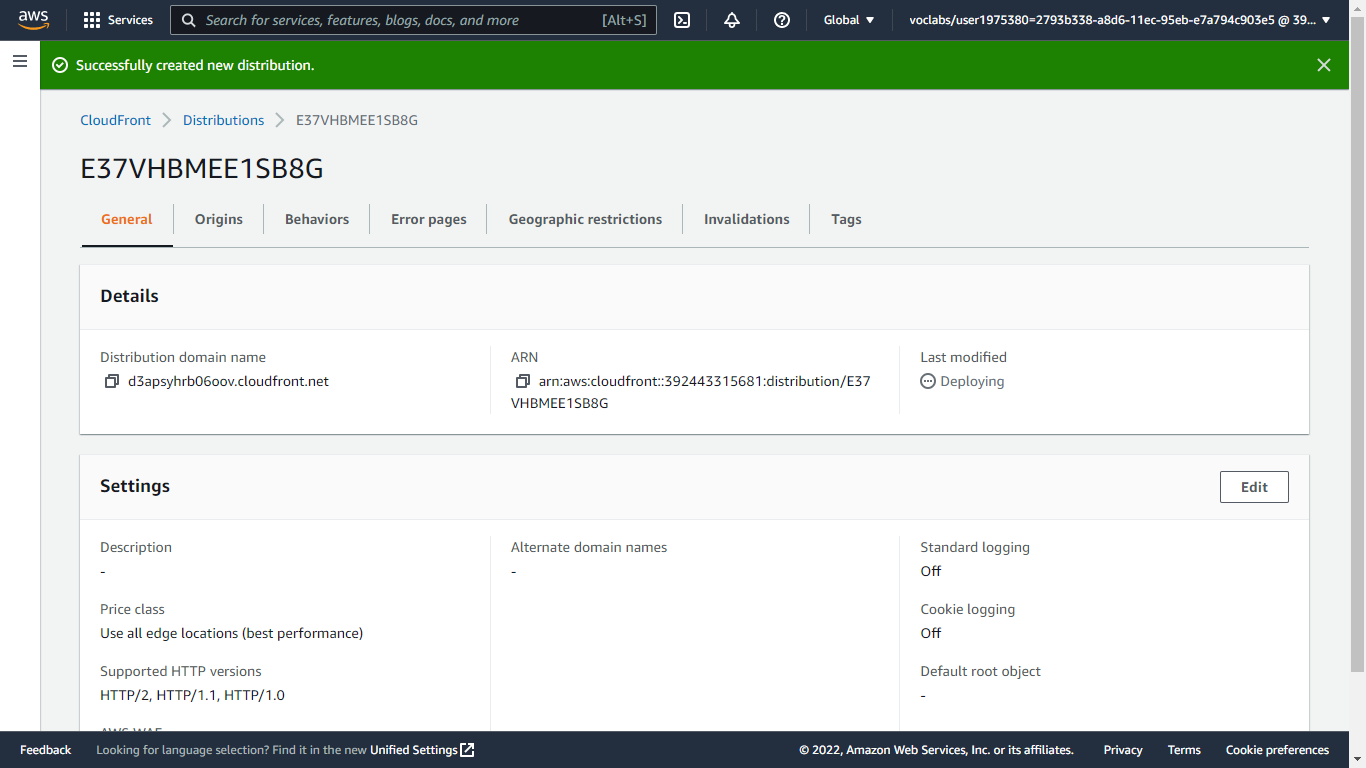 aws Services Search for services, features, blogs, docs, and more [Alt+S] Global voclabs/user1975380=2793b338-a8d6-11ec-95eb-e7a794c903e5 @ 39...
Successfully created new distribution.
CloudFront Distributions E37VHBMEE1SB8G
E37VHBMEE1SB8G
General Origins Behaviors Error pages Geographic restrictions Invalidations Tags
Details
Distribution domain name
d3apsyhrb06oov.cloudfront.net
ARN
arn:aws:cloudfront::392443315681:distribution/E37
VHBMEE1SB8G
Last modified
Deploying
Settings
Edit
Description
-
Price class
Use all edge locations (best performance)
Supported HTTP versions
HTTP/2, HTTP/1.1, HTTP/1.0
AWS WAF
Alternate domain names
-
Standard logging
Off
Cookie logging
Off
Default root object
-
Feedback Looking for language selection? Find it in the new Unified Settings © 2022, Amazon Web Services, Inc. or its affiliates. Privacy Terms Cookie preferences